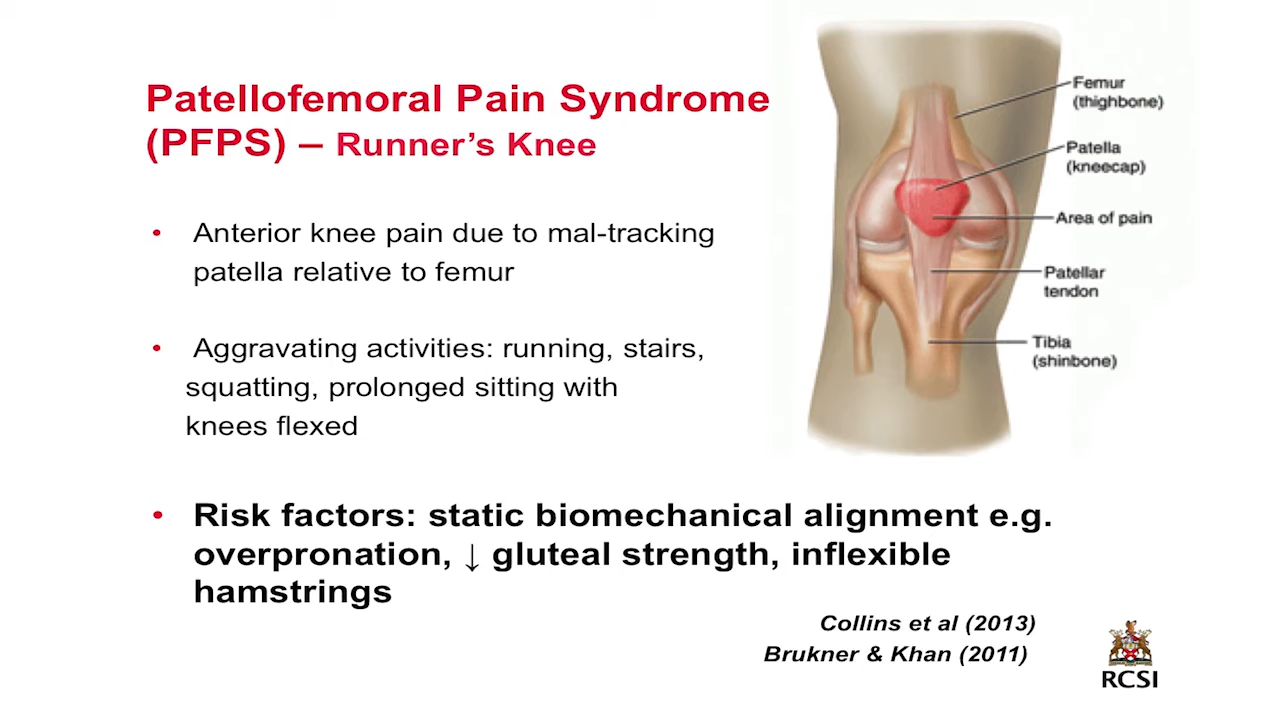 Patellofemoral Pain Syndrome
(PFPS) – Runner's Knee
• Anterior knee pain due to mal-tracking
patella relative to femur
• Aggravating activities: running, stairs,
squatting, prolonged sitting with
knees flexed
• Risk factors: static biomechanical alignment e.g.
overpronation, ↓ gluteal strength, inflexible
hamstrings
Collins et al (2013)
Brukner & Khan (2011)
Femur
(thighbone)
Patella
(kneecap)
Area of pain
Patellar
tendon
Tibia
(shinbone)
RCSI